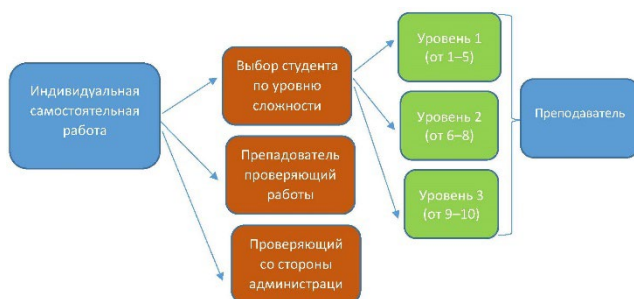 Индивидуальная
самостоятельная
работа
Выбор студента
по уровню
сложности
Препадователь
проверяющий
работы
Проверяющий
со стороны
администраци
Уровень 1
(от 1–5)
Уровень 2
(от 6–8)
Уровень 3
(от 9–10)
Преподаватель